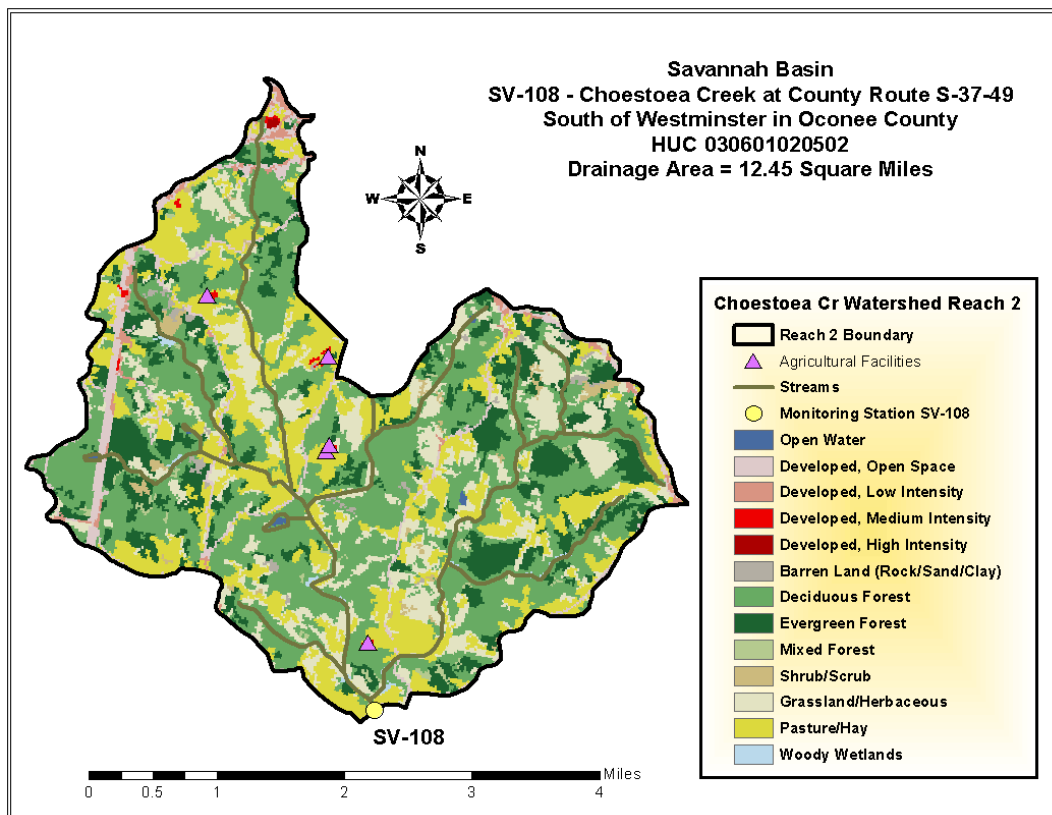 Savannah Basin
SV-108 - Choestoea Creek at County Route S-37-49
South of Westminster in Oconee County
HUC 030601020502
Drainage Area = 12.45 Square Miles
N
W E
S
Choestoea Cr Watershed Reach 2
Reach 2 Boundary
Agricultural Facilities
Streams
Monitoring Station SV-108
Open Water
Developed, Open Space
Developed, Low Intensity
Developed, Medium Intensity
Developed, High Intensity
Barren Land (Rock/Sand/Clay)
Deciduous Forest
Evergreen Forest
Mixed Forest
Shrub/Scrub
Grassland/Herbaceous
Pasture/Hay
Woody Wetlands
SV-108
Miles
0 0.5 1 2 3 4